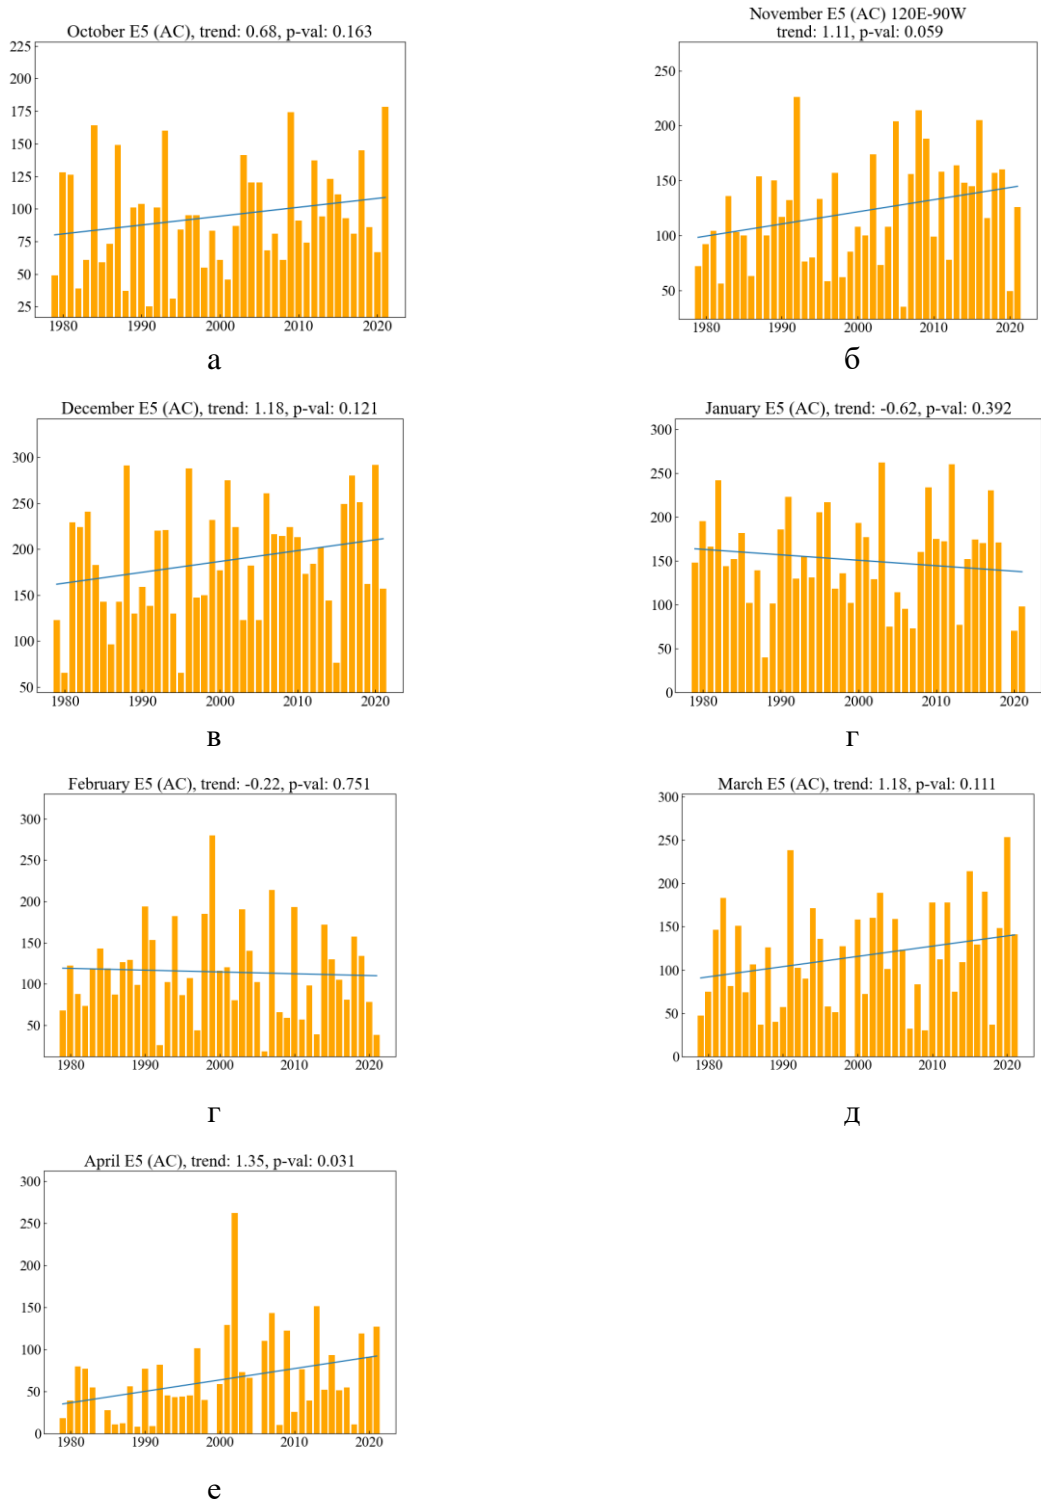 October E5 (AC), trend: 0.68, p-val: 0.163
225
200
175
150
125
100
75
50
25
1980 1990 2000 2010 2020
а
November E5 (AC) 120E-90W
trend: 1.11, p-val: 0.059
250
200
150
100
50
1980 1990 2000 2010 2020
б
December E5 (AC), trend: 1.18, p-val: 0.121
300
250
200
150
100
50
1980 1990 2000 2010 2020
в
January E5 (AC), trend: -0.62, p-val: 0.392
300
250
200
150
100
50
0
1980 1990 2000 2010 2020
г
February E5 (AC), trend: -0.22, p-val: 0.751
300
250
200
150
100
50
1980 1990 2000 2010 2020
г
March E5 (AC), trend: 1.18, p-val: 0.111
300
250
200
150
100
50
0
1980 1990 2000 2010 2020
д
April E5 (AC), trend: 1.35, p-val: 0.031
300
250
200
150
100
50
0
1980 1990 2000 2010 2020
е